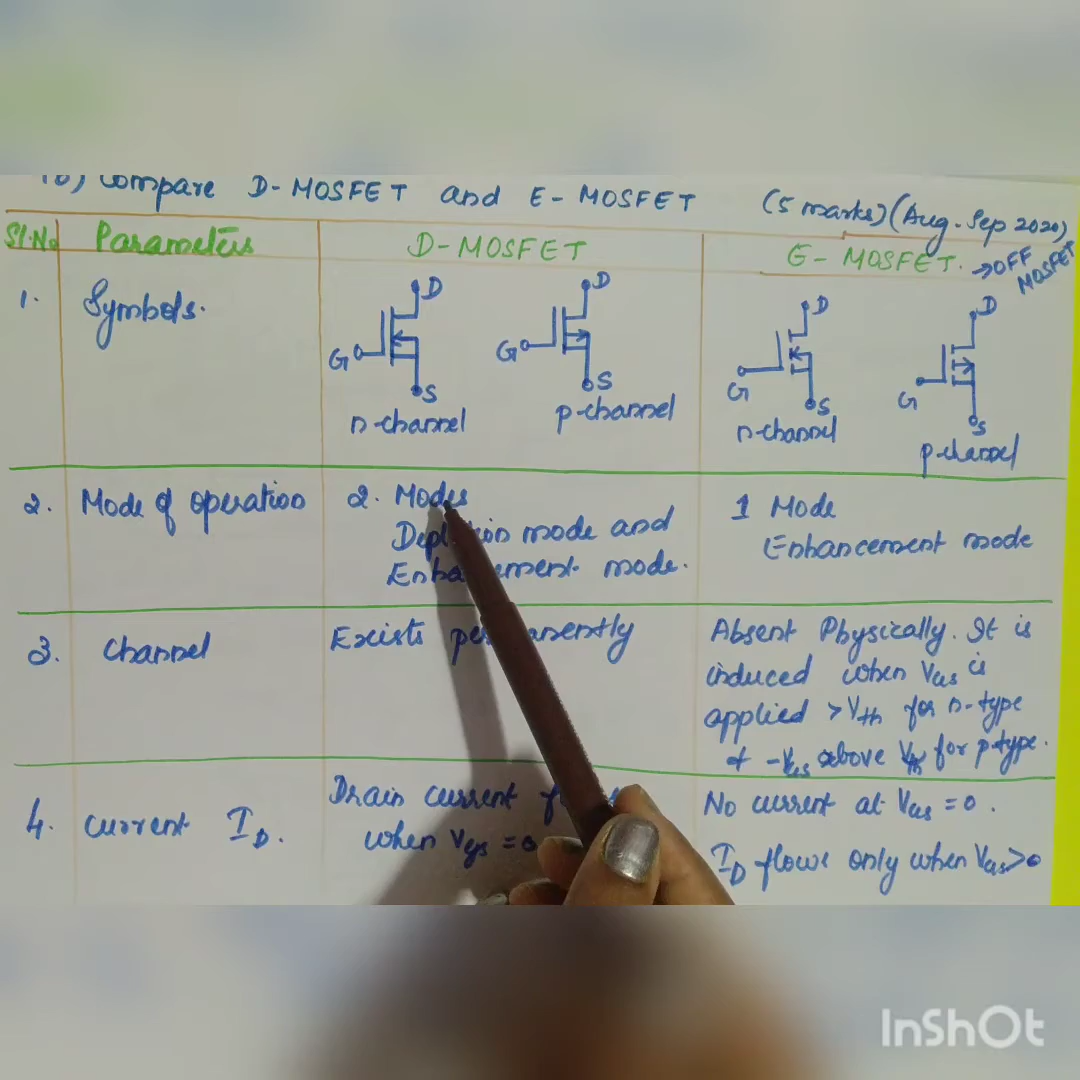 Compare D-MOSFET and E-MOSFET (5 marks) (Aug-Sep 2020)
Sl.No Parameters D-MOSFET E-MOSFET. →OFF MOSFET
1. Symbols.
G D S n-channel
G D S p-channel
G D S n-channel
G D S p-channel
2. Mode of operation
2. Modes
mode and
mode.
1 Mode
Enhancement mode
3. Channel
Exists
Absent Physically. It is
induced when VGS is
applied >Vth for n-type
& -VGS above Vth for p-type.
4. Current ID.
Drain current
when Vgs = 0
No current at VGS = 0.
ID flows only when VGS>0
InShOt